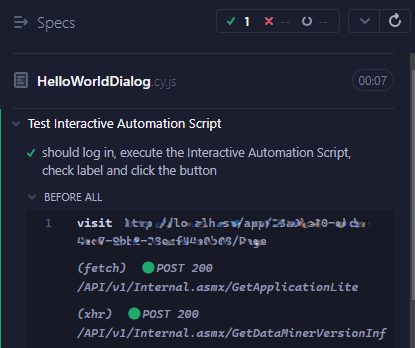 Specs
1 -- --
HelloWorldDialog.cy.js
00:07
Test Interactive Automation Script
should log in, execute the Interactive Automation Script,
check label and click the button
BEFORE ALL
1 visit
(fetch) POST 200
/API/v1/Internal.asmx/GetApplicationLite
(xhr) POST 200
/API/v1/Internal.asmx/GetDataMinerVersionInf